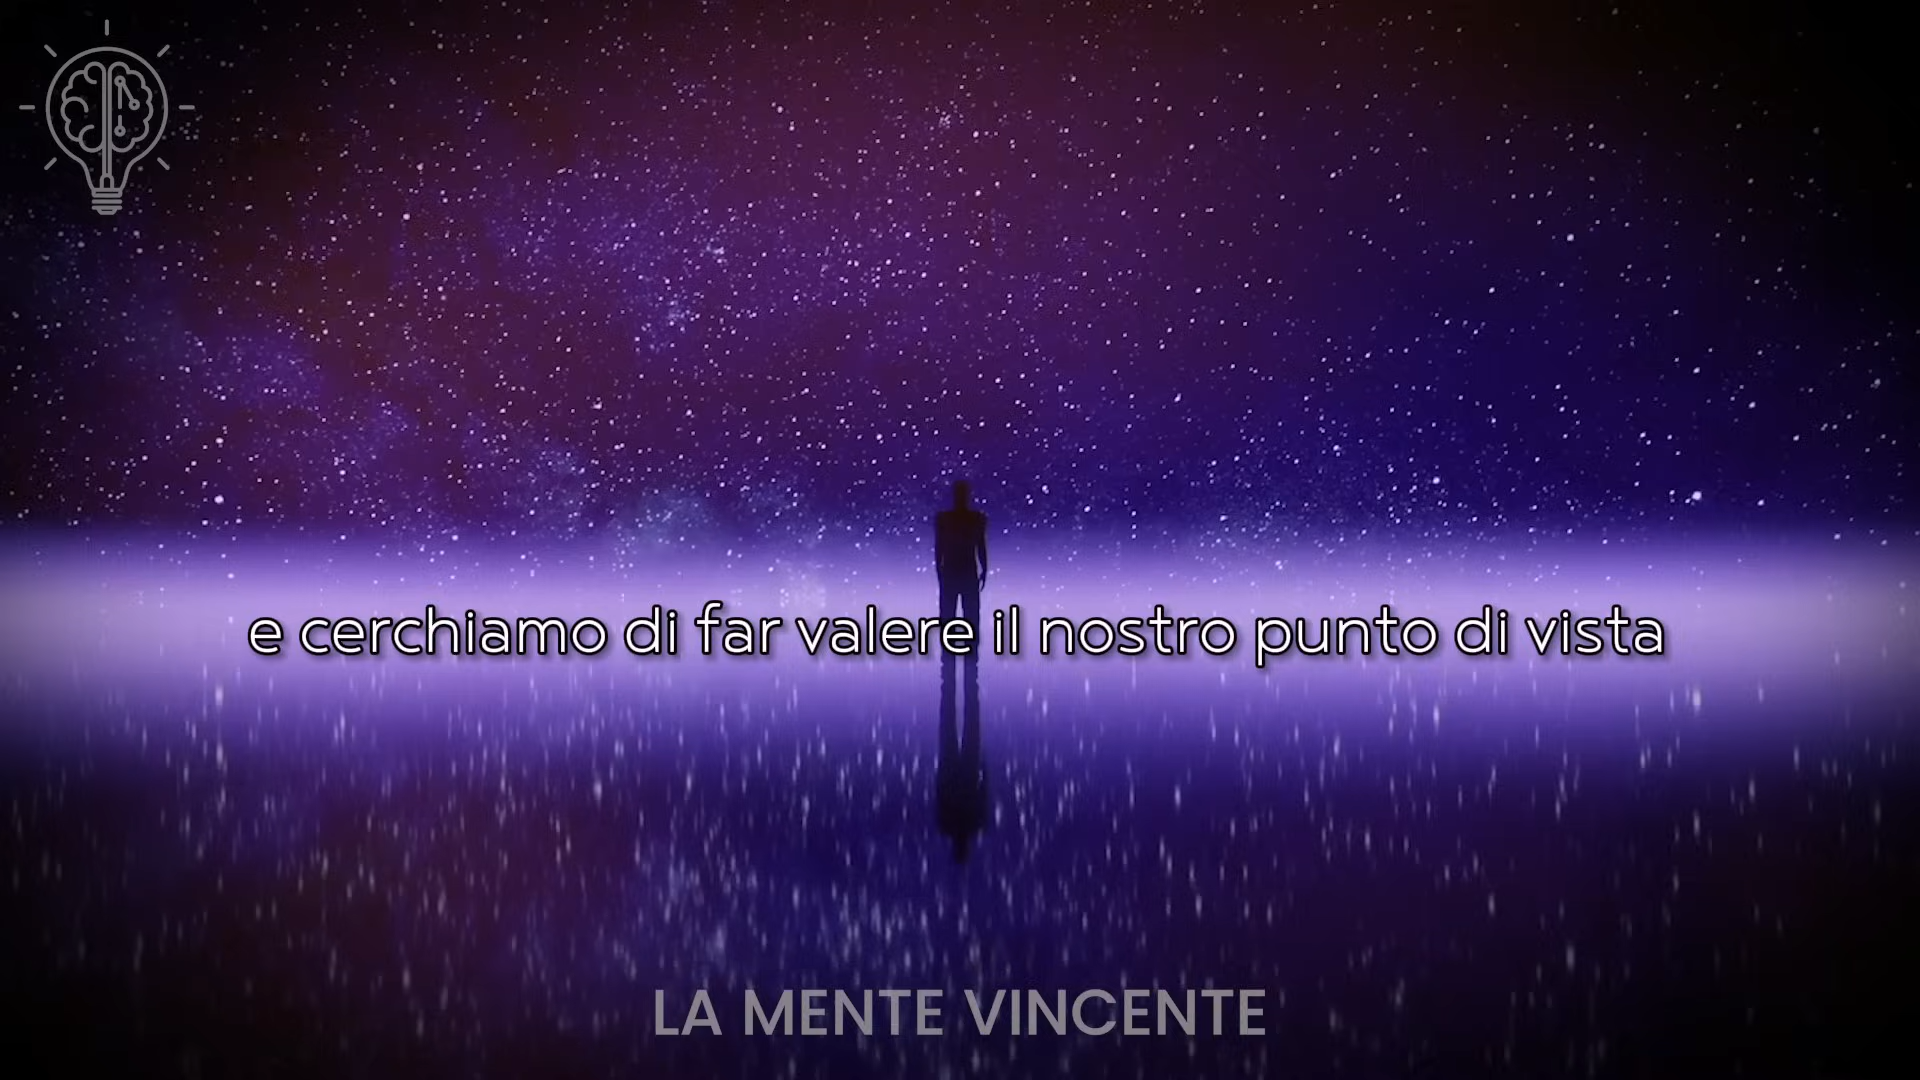 e cerchiamo di far valere il nostro punto di vista
LA MENTE VINCENTE